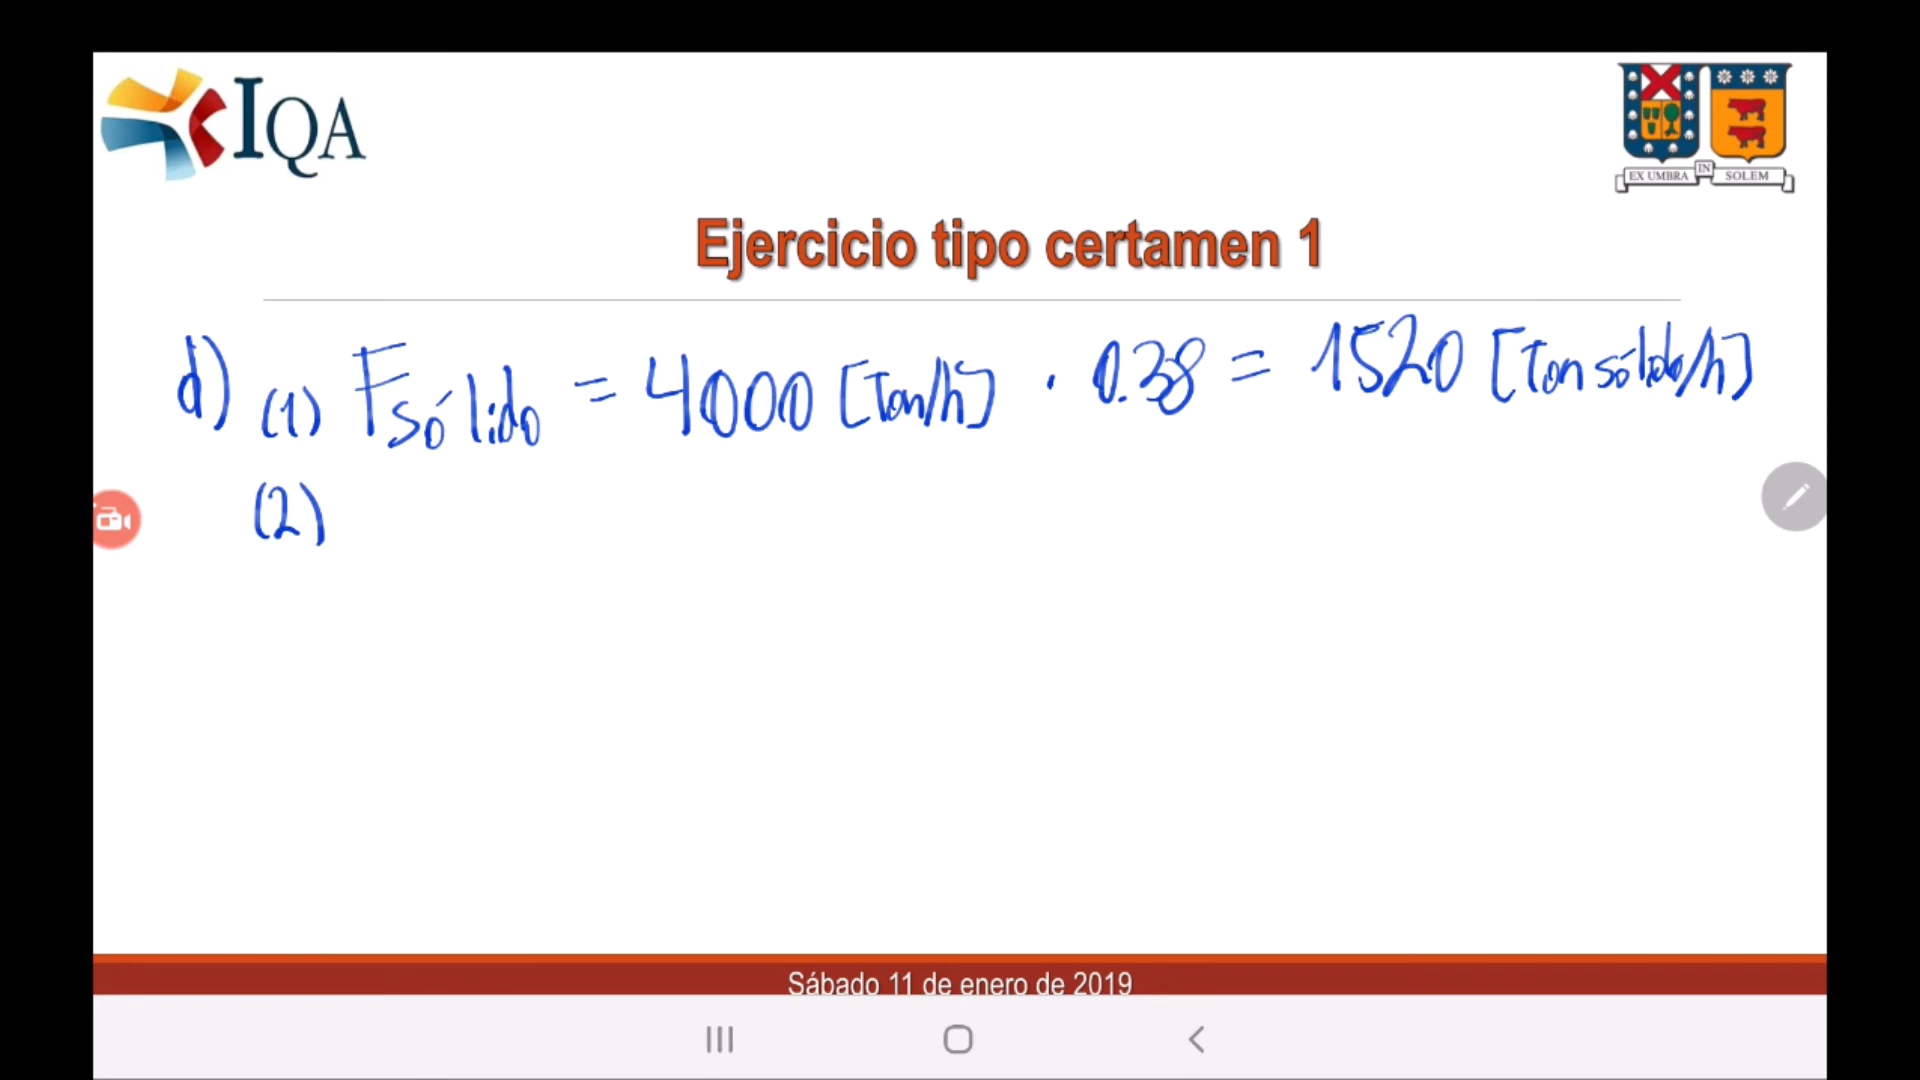 IQA
EX UMBRA IN SOLEM
Ejercicio tipo certamen 1
d) (1) Fsólido = 4000 [Ton/h] · 0.38 = 1520 [Ton sólido/h]
(2)
Sábado 11 de enero de 2019